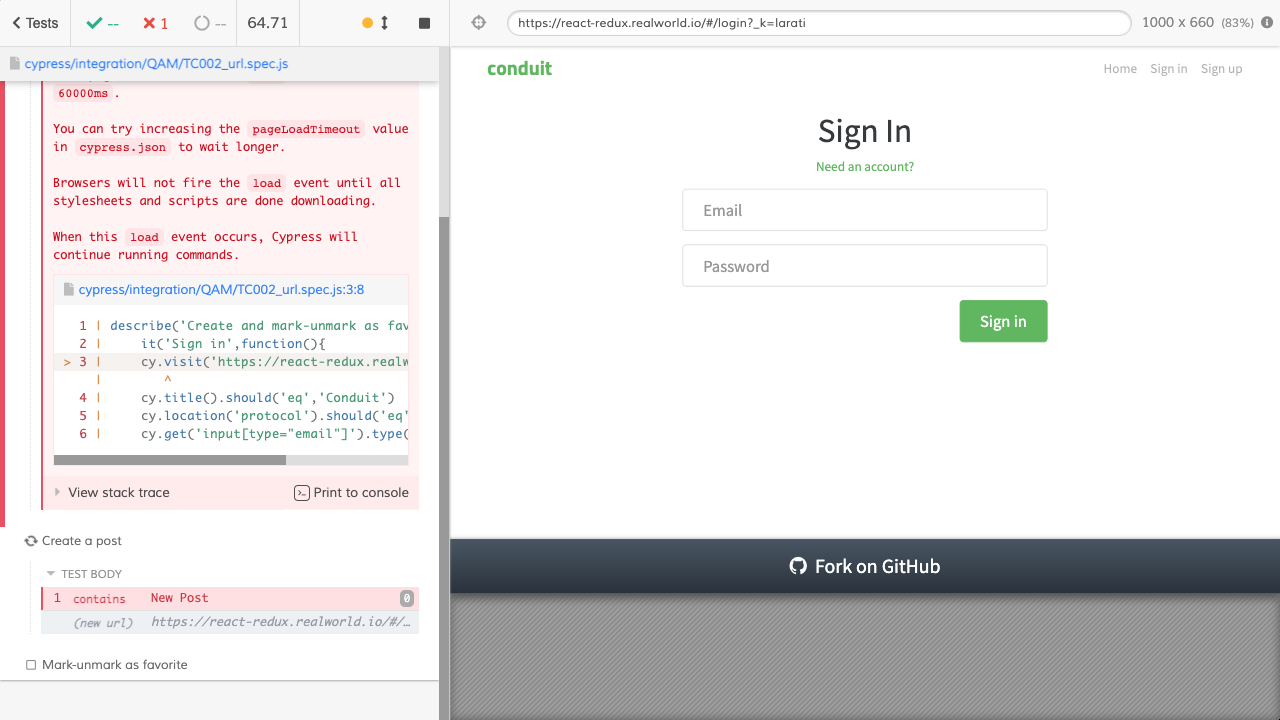 Tests
--
1
--
64.71
https://react-redux.realworld.io/#/login?_k=larati
1000 x 660 (83%)
cypress/integration/QAM/TC002_url.spec.js
60000ms .
You can try increasing the pageLoadTimeout value
in cypress.json to wait longer.
Browsers will not fire the load event until all
stylesheets and scripts are done downloading.
When this load event occurs, Cypress will
continue running commands.
cypress/integration/QAM/TC002_url.spec.js:3:8
1 | describe('Create and mark-unmark as fav
2 | it('Sign in',function(){
> 3 | cy.visit('https://react-redux.realw
| ^
4 | cy.title().should('eq','Conduit')
5 | cy.location('protocol').should('eq'
6 | cy.get('input[type="email"]').type(
View stack trace
Print to console
Create a post
TEST BODY
1 contains New Post 0
(new url) https://react-redux.realworld.io/#/…
Mark-unmark as favorite
conduit
Home Sign in Sign up
Sign In
Need an account?
Email
Password
Sign in
Fork on GitHub